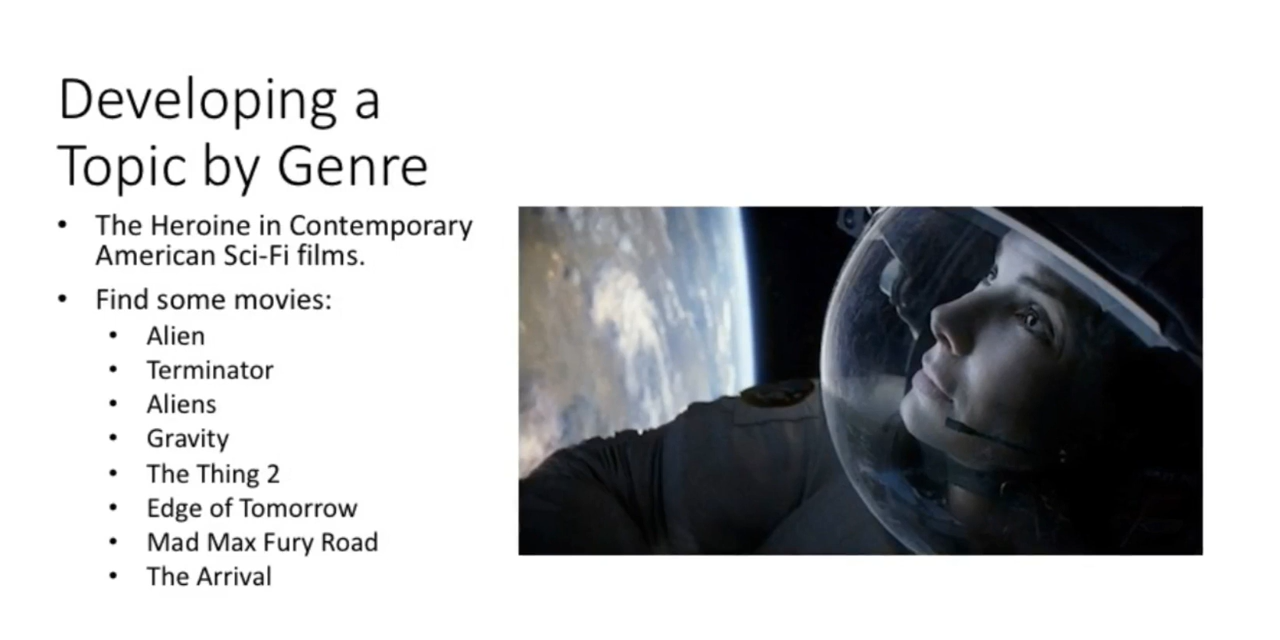 Developing a
Topic by Genre
• The Heroine in Contemporary
American Sci-Fi films.
• Find some movies:
• Alien
• Terminator
• Aliens
• Gravity
• The Thing 2
• Edge of Tomorrow
• Mad Max Fury Road
• The Arrival